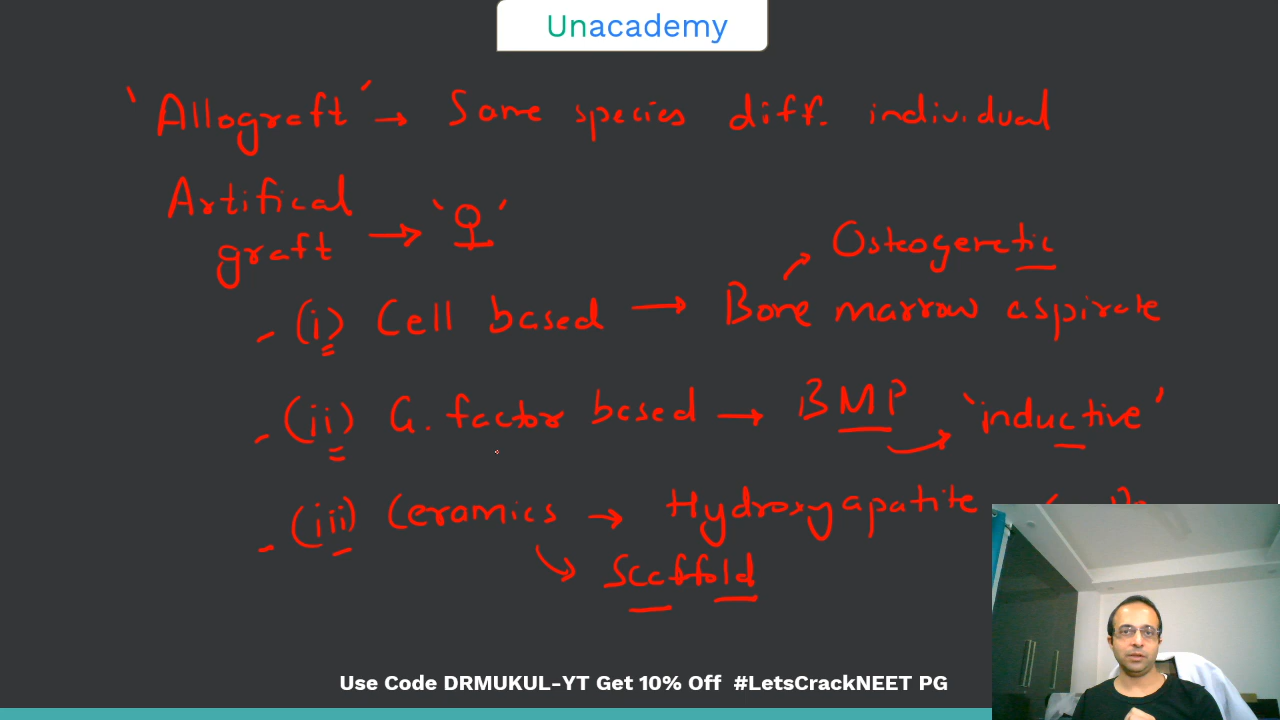 Unacademy
'Allograft' → Same species diff. individual
Artifical graft → '♀'
Osteogenetic
- (i) Cell based → Bone marrow aspirate
- (ii) G. factor based → BMP → 'inductive'
- (iii) Ceramics → Hydroxyapatite
Scaffold
Use Code DRMUKUL-YT Get 10% Off #LetsCrackNEET PG